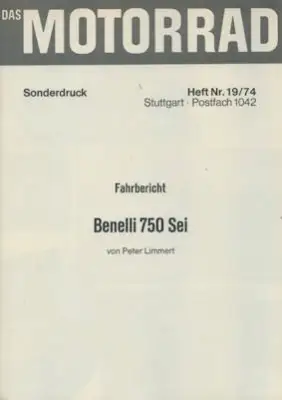 DAS MOTORRAD
Sonderdruck Heft Nr. 19/74
Stuttgart · Postfach 1042
Fahrbericht
Benelli 750 Sei
von Peter Limmert